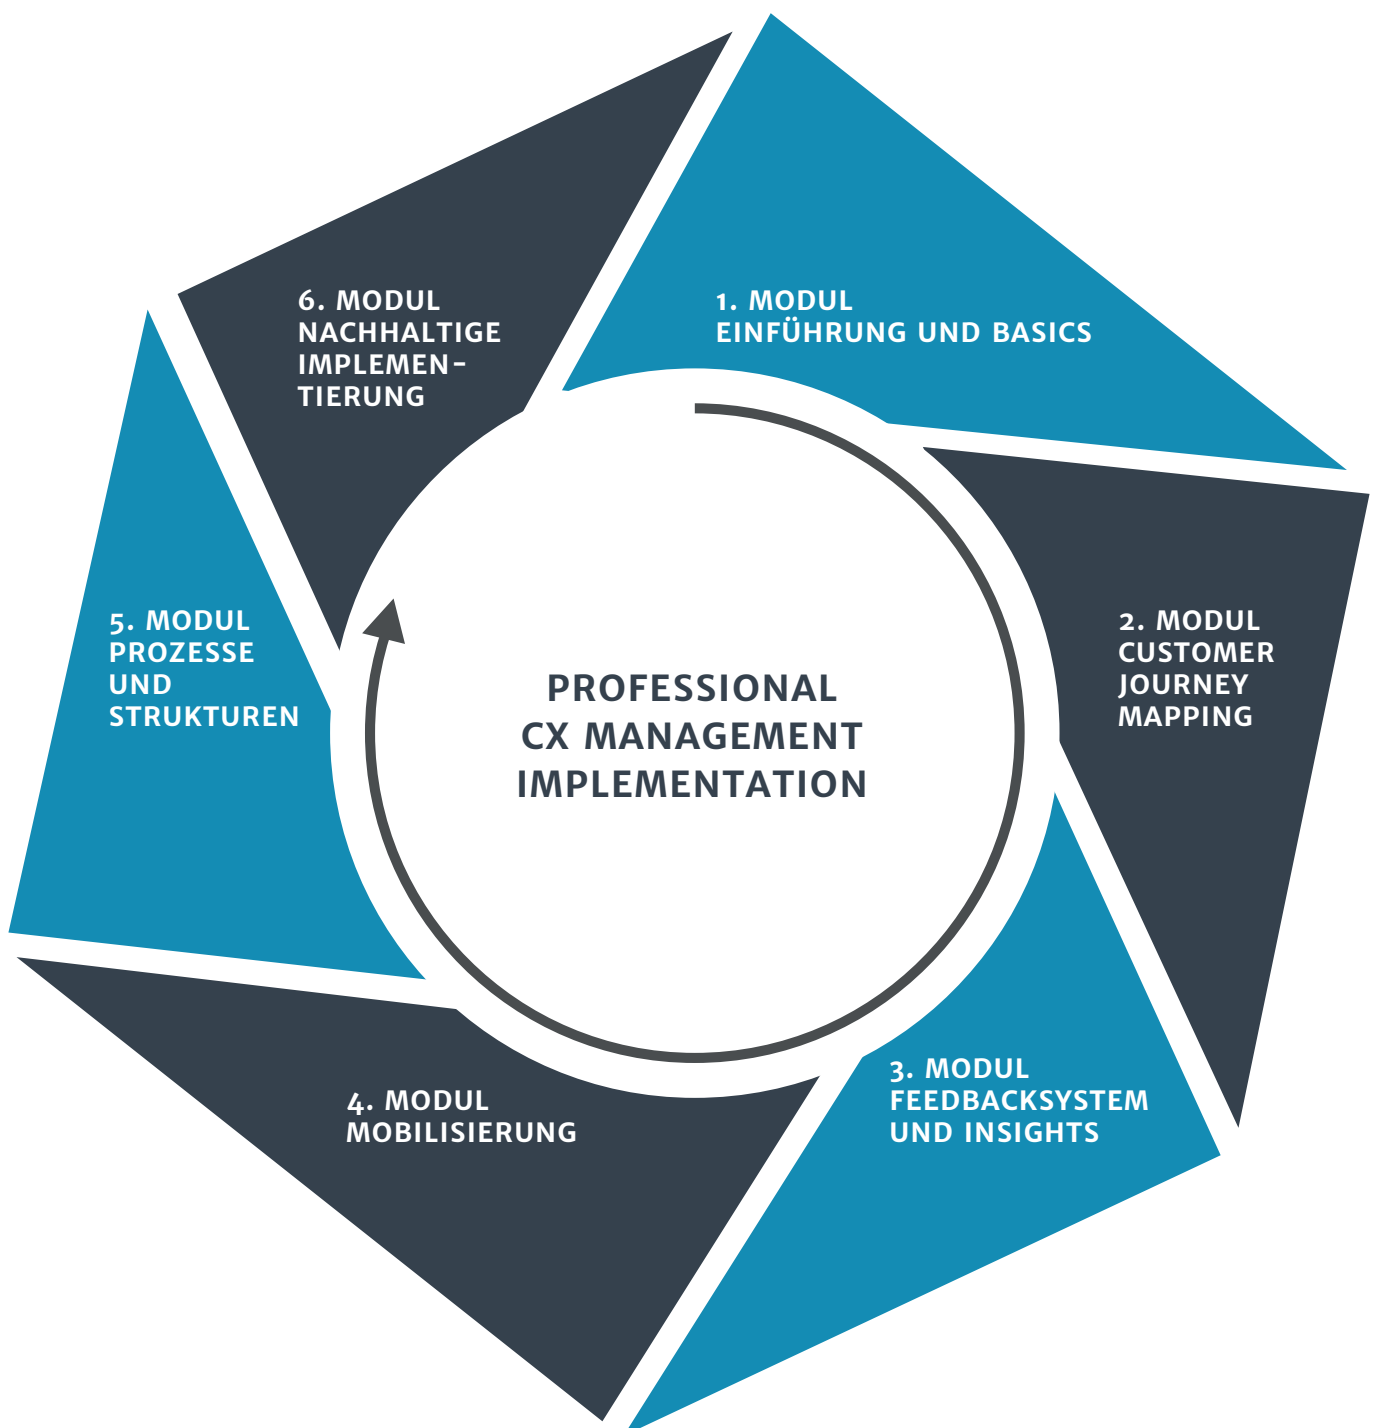 1. MODUL
EINFÜHRUNG UND BASICS
2. MODUL
CUSTOMER
JOURNEY
MAPPING
3. MODUL
FEEDBACKSYSTEM
UND INSIGHTS
4. MODUL
MOBILISIERUNG
5. MODUL
PROZESSE
UND
STRUKTUREN
6. MODUL
NACHHALTIGE
IMPLEMEN-
TIERUNG
PROFESSIONAL
CX MANAGEMENT
IMPLEMENTATION